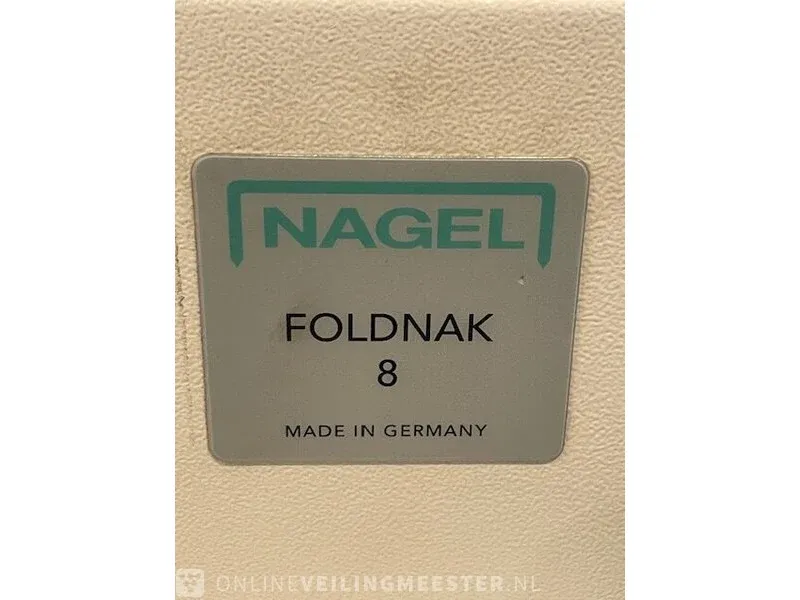 NAGEL
FOLDNAK
8
MADE IN GERMANY
ONLINEVEILINGMEESTER.NL